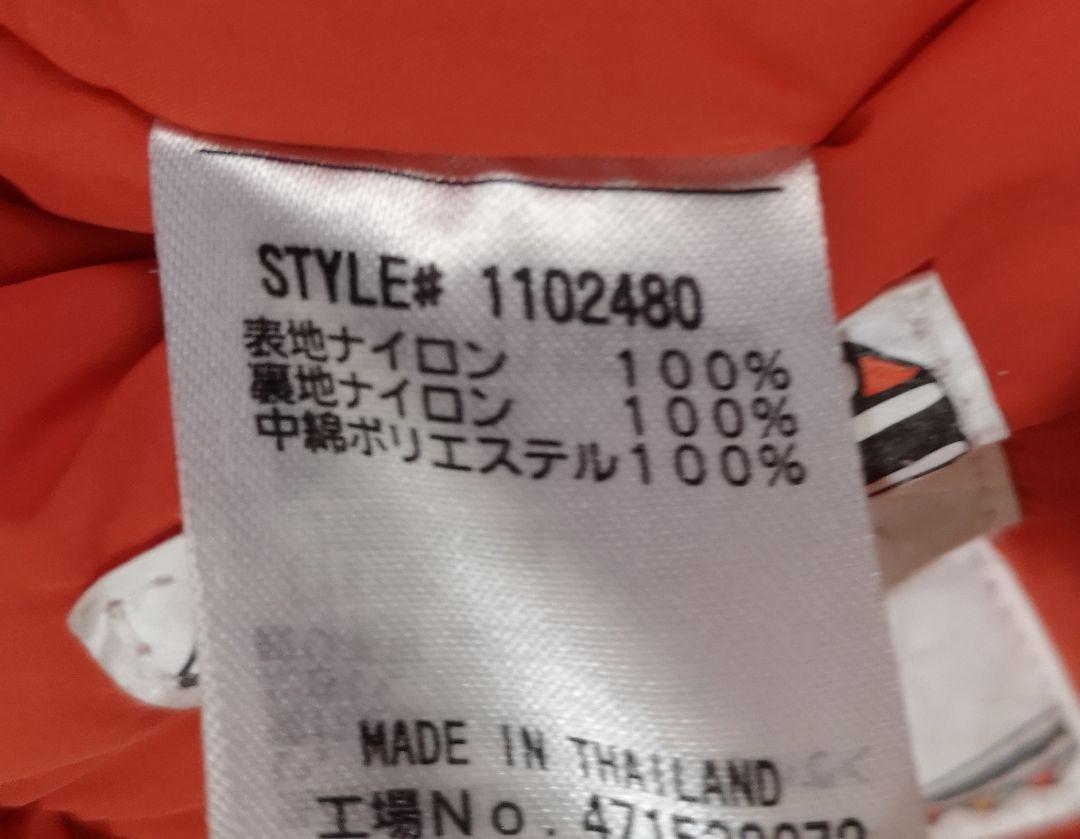 STYLE# 1102480
表地ナイロン 100%
裏地ナイロン 100%
中綿ポリエステル100%
MADE IN THAILAND
工場No.